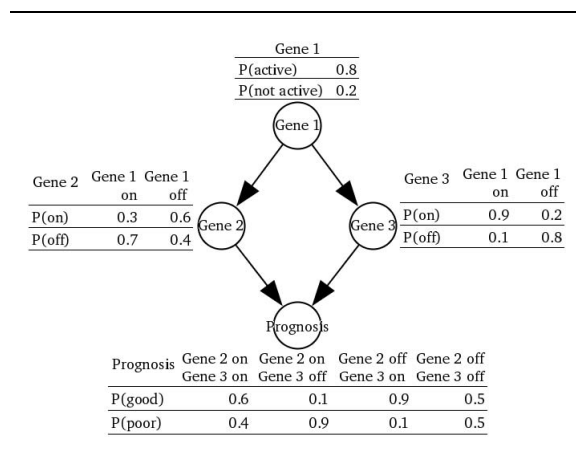 Gene 1
P(active) 0.8
P(not active) 0.2
Gene 1
Gene 2 Gene 1 on Gene 1 off
P(on) 0.3 0.6
P(off) 0.7 0.4
Gene 2
Gene 3
Gene 3 Gene 1 on Gene 1 off
P(on) 0.9 0.2
P(off) 0.1 0.8
Prognosis
Prognosis Gene 2 on Gene 2 on Gene 2 off Gene 2 off
Gene 3 on Gene 3 off Gene 3 on Gene 3 off
P(good) 0.6 0.1 0.9 0.5
P(poor) 0.4 0.9 0.1 0.5